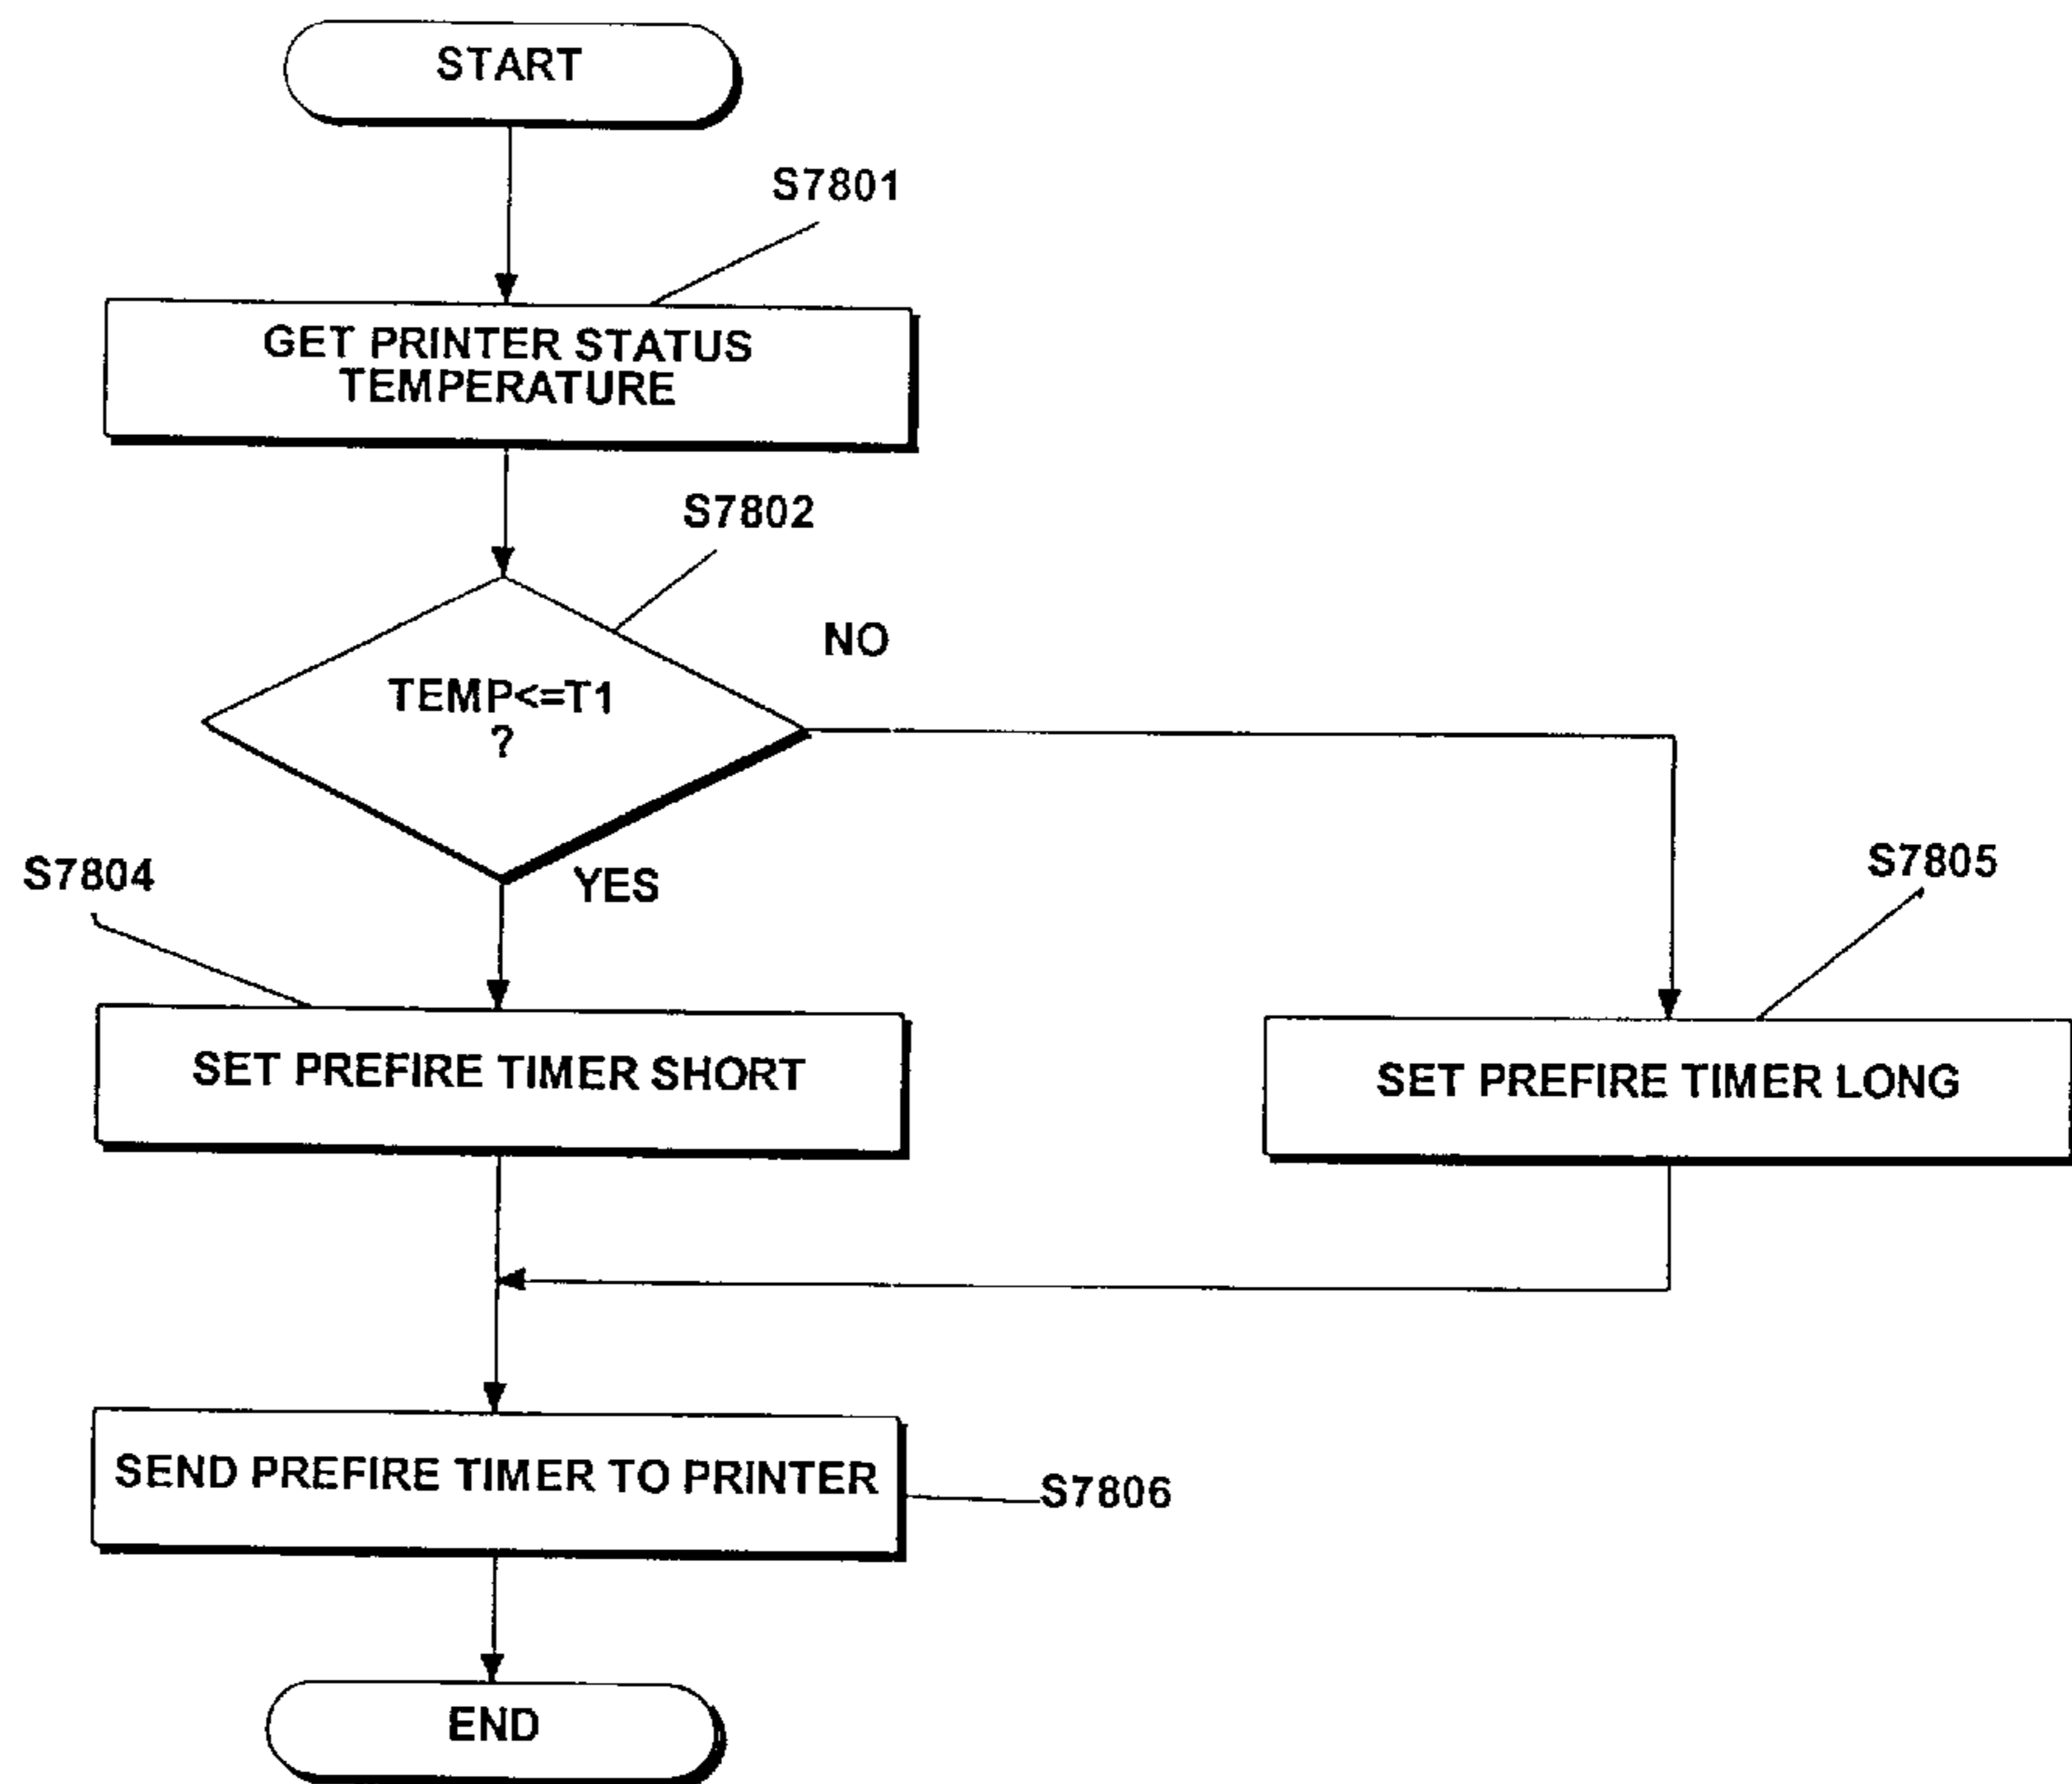 START
S7801
GET PRINTER STATUS
TEMPERATURE
S7802
NO
TEMP<=T1
?
YES
S7804
S7805
SET PREFIRE TIMER SHORT
SET PREFIRE TIMER LONG
SEND PREFIRE TIMER TO PRINTER
S7806
END